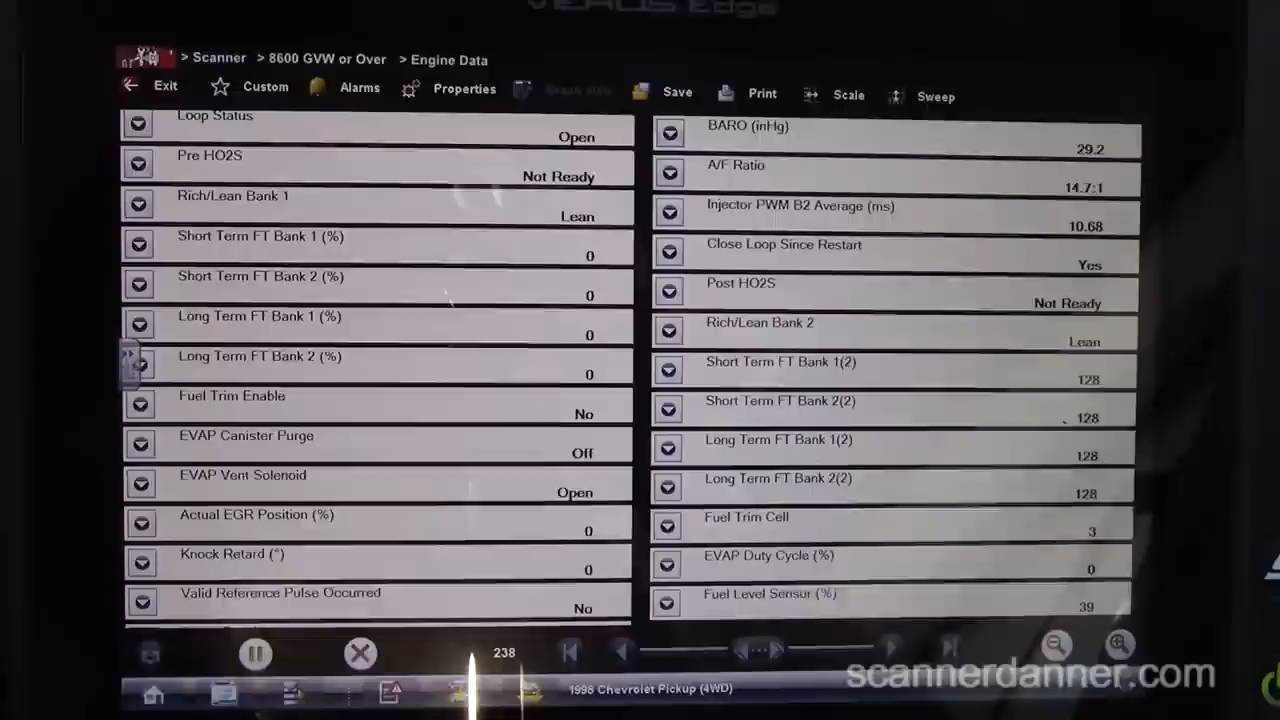 VERUS Edge
> Scanner > 8600 GVW or Over > Engine Data
Exit Custom Alarms Properties Save Print Scale Sweep
Loop Status
Open
Pre HO2S
Not Ready
Rich/Lean Bank 1
Lean
Short Term FT Bank 1 (%)
0
Short Term FT Bank 2 (%)
0
Long Term FT Bank 1 (%)
0
Long Term FT Bank 2 (%)
0
Fuel Trim Enable
No
EVAP Canister Purge
Off
EVAP Vent Solenoid
Open
Actual EGR Position (%)
0
Knock Retard (°)
0
Valid Reference Pulse Occurred
No
BARO (inHg)
29.2
A/F Ratio
14.7:1
Injector PWM B2 Average (ms)
10.68
Close Loop Since Restart
Yes
Post HO2S
Not Ready
Rich/Lean Bank 2
Lean
Short Term FT Bank 1(2)
128
Short Term FT Bank 2(2)
128
Long Term FT Bank 1(2)
128
Long Term FT Bank 2(2)
128
Fuel Trim Cell
3
EVAP Duty Cycle (%)
0
Fuel Level Sensor (%)
39
238
1998 Chevrolet Pickup (4WD)
scannerdanner.com